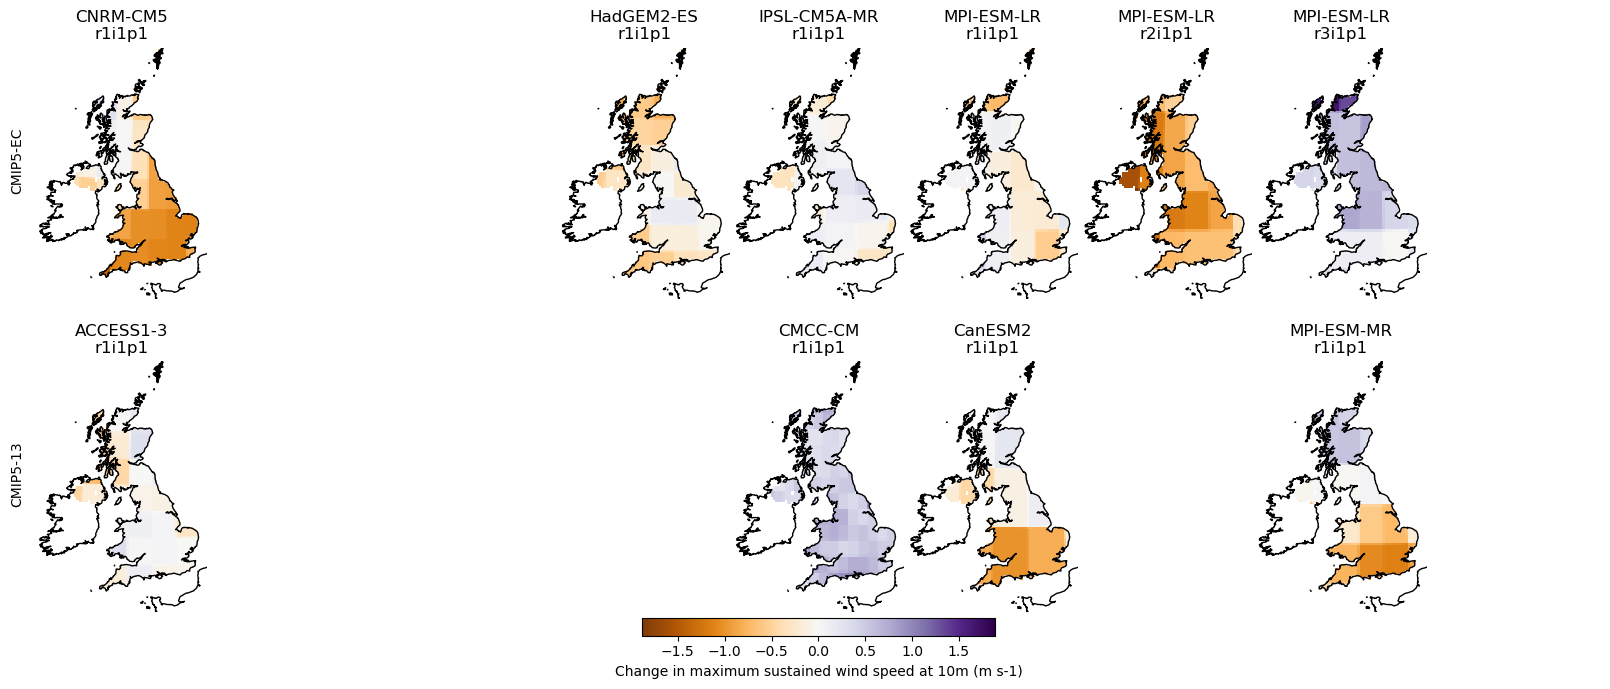 CNRM-CM5
r1i1p1
HadGEM2-ES
r1i1p1
IPSL-CM5A-MR
r1i1p1
MPI-ESM-LR
r1i1p1
MPI-ESM-LR
r2i1p1
MPI-ESM-LR
r3i1p1
CMIP5-EC
ACCESS1-3
r1i1p1
CMCC-CM
r1i1p1
CanESM2
r1i1p1
MPI-ESM-MR
r1i1p1
CMIP5-13
−1.5 −1.0 −0.5 0.0 0.5 1.0 1.5
Change in maximum sustained wind speed at 10m (m s-1)